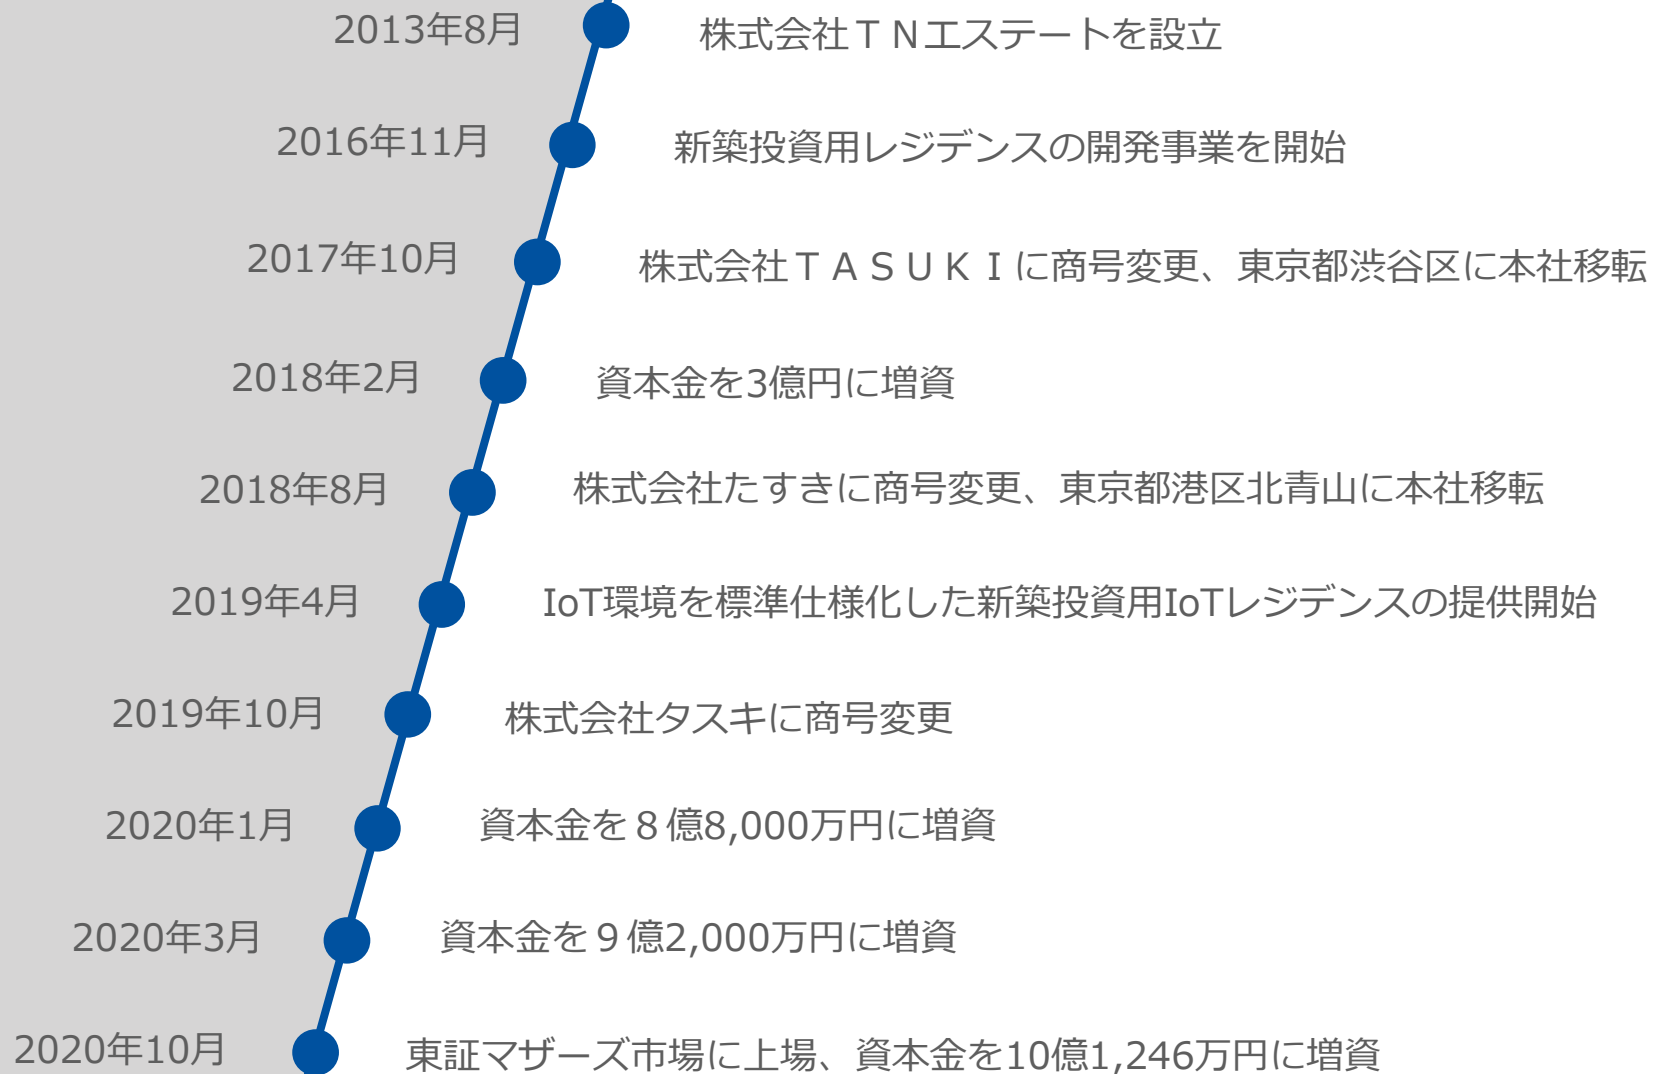 2013年8月 株式会社ＴＮエステートを設立
2016年11月 新築投資用レジデンスの開発事業を開始
2017年10月 株式会社ＴＡＳＵＫＩに商号変更、東京都渋谷区に本社移転
2018年2月 資本金を3億円に増資
2018年8月 株式会社たすきに商号変更、東京都港区北青山に本社移転
2019年4月 IoT環境を標準仕様化した新築投資用IoTレジデンスの提供開始
2019年10月 株式会社タスキに商号変更
2020年1月 資本金を８億8,000万円に増資
2020年3月 資本金を９億2,000万円に増資
2020年10月 東証マザーズ市場に上場、資本金を10億1,246万円に増資